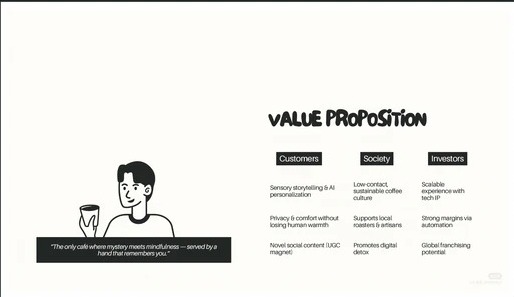 VALUE PROPOSITION
Customers
Society
Investors
Sensory storytelling & AI
personalization
Low-contact,
sustainable coffee
culture
Scalable
experience with
tech IP
Privacy & comfort without
losing human warmth
Supports local
roasters & artisans
Strong margins via
automation
Novel social content (UGC
magnet)
Promotes digital
detox
Global franchising
potential
"The only café where mystery meets mindfulness — served by a
hand that remembers you."